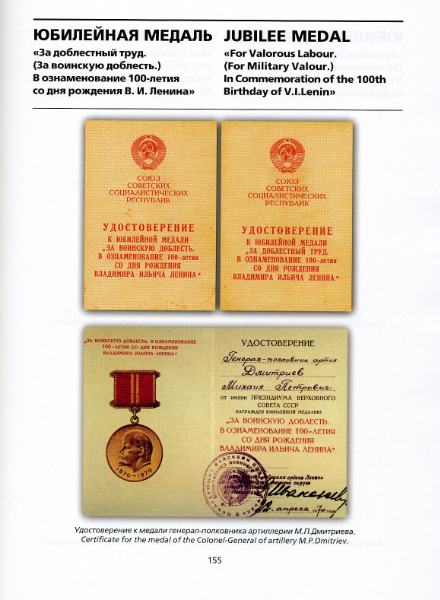 ЮБИЛЕЙНАЯ МЕДАЛЬ
«За доблестный труд.
(За воинскую доблесть.)
В ознаменование 100-летия
со дня рождения В. И. Ленина»
JUBILEE MEDAL
«For Valorous Labour.
(For Military Valour.)
In Commemoration of the 100th
Birthday of V.I.Lenin»
СОЮЗ
СОВЕТСКИХ
СОЦИАЛИСТИЧЕСКИХ
РЕСПУБЛИК
УДОСТОВЕРЕНИЕ
К ЮБИЛЕЙНОЙ МЕДАЛИ
„ЗА ВОИНСКУЮ ДОБЛЕСТЬ.
В ОЗНАМЕНОВАНИЕ 100-летия
СО ДНЯ РОЖДЕНИЯ
ВЛАДИМИРА ИЛЬИЧА ЛЕНИНА“
СОЮЗ
СОВЕТСКИХ
СОЦИАЛИСТИЧЕСКИХ
РЕСПУБЛИК
УДОСТОВЕРЕНИЕ
К ЮБИЛЕЙНОЙ МЕДАЛИ
„ЗА ДОБЛЕСТНЫЙ ТРУД.
В ОЗНАМЕНОВАНИЕ 100-летия
СО ДНЯ РОЖДЕНИЯ
ВЛАДИМИРА ИЛЬИЧА ЛЕНИНА“
„ЗА ВОИНСКУЮ ДОБЛЕСТЬ. В ОЗНАМЕНОВАНИЕ
100-ЛЕТИЯ СО ДНЯ РОЖДЕНИЯ
ВЛАДИМИРА ИЛЬИЧА ЛЕНИНА“
1870-1970
УДОСТОВЕРЕНИЕ
Генерал-полковник артил
Дмитриев
Михаил Петрович
ОТ ИМЕНИ ПРЕЗИДИУМА ВЕРХОВНОГО
СОВЕТА СССР
НАГРАЖДЕН ЮБИЛЕЙНОЙ МЕДАЛЬЮ
„ЗА ВОИНСКУЮ ДОБЛЕСТЬ.
В ОЗНАМЕНОВАНИЕ 100-ЛЕТИЯ
СО ДНЯ РОЖДЕНИЯ
ВЛАДИМИРА ИЛЬИЧА ЛЕНИНА“
ордена Ленина
округа
апреля
Удостоверение к медали генерал-полковника артиллерии М.П.Дмитриева.
Certificate for the medal of the Colonel-General of artillery M.P.Dmitriev.
155